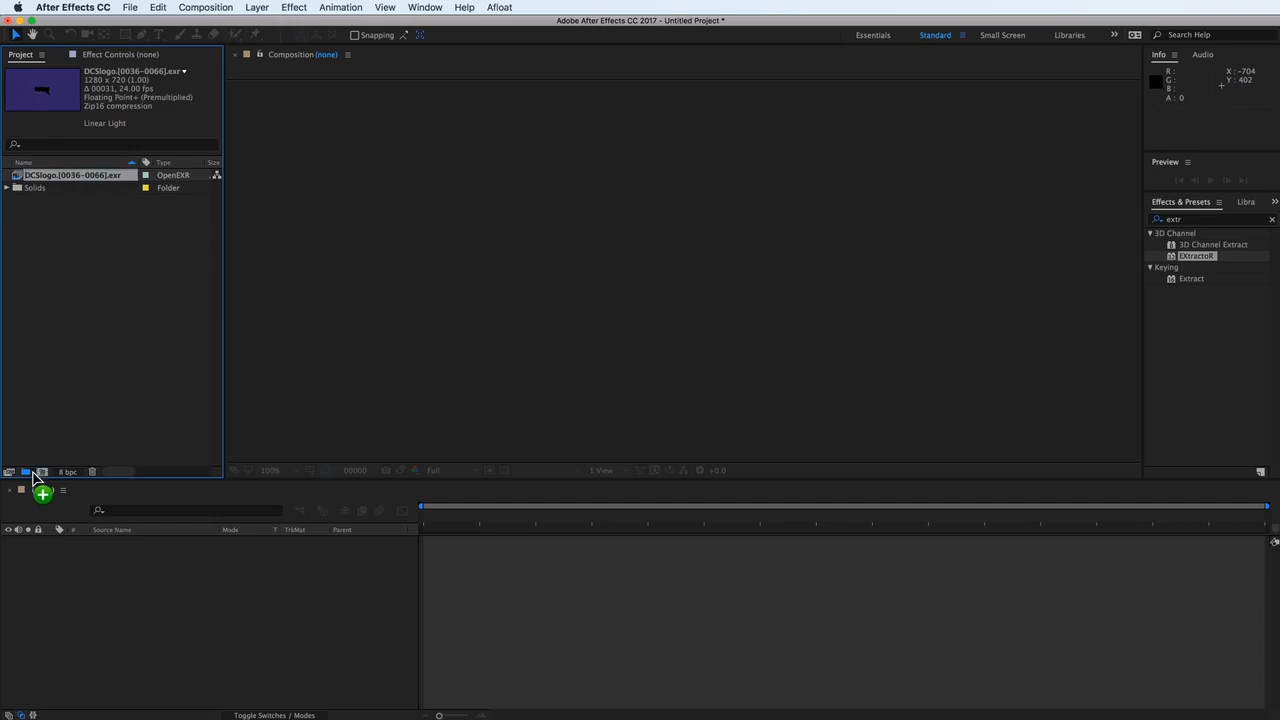 After Effects CC File Edit Composition Layer Effect Animation View Window Help Afloat
Adobe After Effects CC 2017 - Untitled Project *
Snapping
Essentials Standard Small Screen Libraries
Search Help
Project
Effect Controls (none)
Composition (none)
Info
Audio
DCSlogo.[0036-0066].exr
1280 x 720 (1.00)
Δ 00031, 24.00 fps
Floating Point+ (Premultiplied)
Zip16 compression
Linear Light
R :
G :
B :
A : 0
X : -704
Y : 402
Name
Type
Size
DCSlogo.[0036-0066].exr
OpenEXR
Solids
Folder
Preview
Effects & Presets
Libra
extr
3D Channel
3D Channel Extract
EXtractoR
Keying
Extract
8 bpc
100%
00000
Full
1 View
+0.0
#
Source Name
Mode
T
TrkMat
Parent
Toggle Switches / Modes